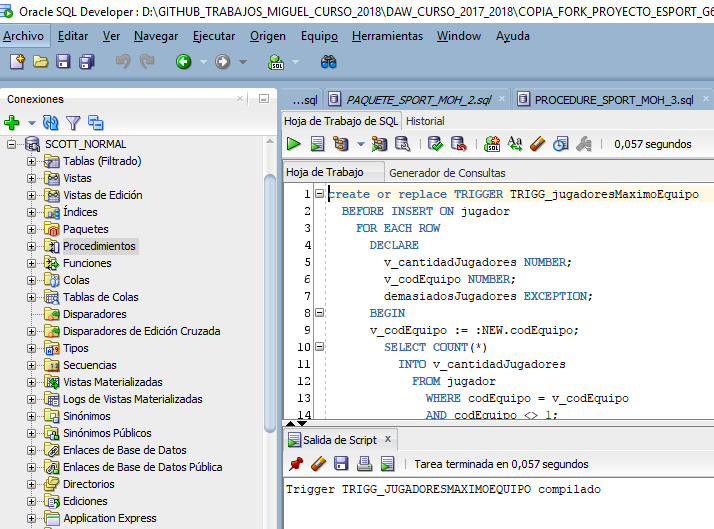 Oracle SQL Developer : D:\GITHUB_TRABAJOS_MIGUEL_CURSO_2018\DAW_CURSO_2017_2018\COPIA_FORK_PROYECTO_ESPORT_G
Archivo Editar Ver Navegar Ejecutar Origen Equipo Herramientas Window Ayuda
Conexiones
SCOTT_NORMAL
Tablas (Filtrado)
Vistas
Vistas de Edición
Índices
Paquetes
Procedimientos
Funciones
Colas
Tablas de Colas
Disparadores
Disparadores de Edición Cruzada
Tipos
Secuencias
Vistas Materializadas
Logs de Vistas Materializadas
Sinónimos
Sinónimos Públicos
Enlaces de Base de Datos
Enlaces de Base de Datos Pública
Directorios
Ediciones
Application Express
...sql PAQUETE_SPORT_MOH_2.sql PROCEDURE_SPORT_MOH_3.sql
Hoja de Trabajo de SQL Historial
0,057 segundos
Hoja de Trabajo Generador de Consultas
1 create or replace TRIGGER TRIGG_jugadoresMaximoEquipo
2 BEFORE INSERT ON jugador
3 FOR EACH ROW
4 DECLARE
5 v_cantidadJugadores NUMBER;
6 v_codEquipo NUMBER;
7 demasiadosJugadores EXCEPTION;
8 BEGIN
9 v_codEquipo := :NEW.codEquipo;
10 SELECT COUNT(*)
11 INTO v_cantidadJugadores
12 FROM jugador
13 WHERE codEquipo = v_codEquipo
14 AND codEquipo <> 1;
Salida de Script
Tarea terminada en 0,057 segundos
Trigger TRIGG_JUGADORESMAXIMOEQUIPO compilado